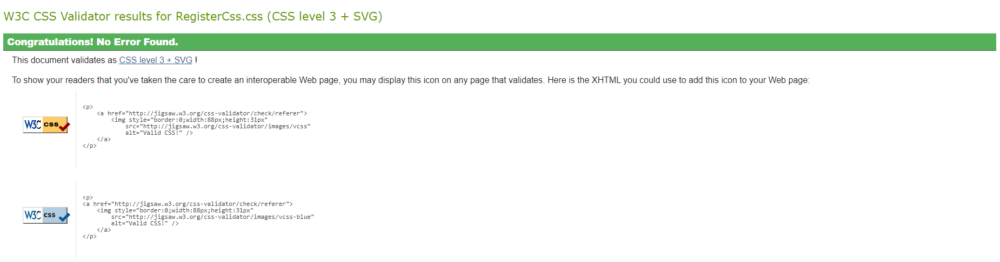 W3C CSS Validator results for RegisterCss.css (CSS level 3 + SVG)
Congratulations! No Error Found.
This document validates as CSS level 3 + SVG !
To show your readers that you've taken the care to create an interoperable Web page, you may display this icon on any page that validates. Here is the XHTML you could use to add this icon to your Web page:
W3C css
<p>
    <a href="http://jigsaw.w3.org/css-validator/check/referer">
        <img style="border:0;width:88px;height:31px"
            src="http://jigsaw.w3.org/css-validator/images/vcss"
            alt="Valid CSS!" />
    </a>
</p>
W3C css
<p>
<a href="http://jigsaw.w3.org/css-validator/check/referer">
    <img style="border:0;width:88px;height:31px"
        src="http://jigsaw.w3.org/css-validator/images/vcss-blue"
        alt="Valid CSS!" />
    </a>
</p>